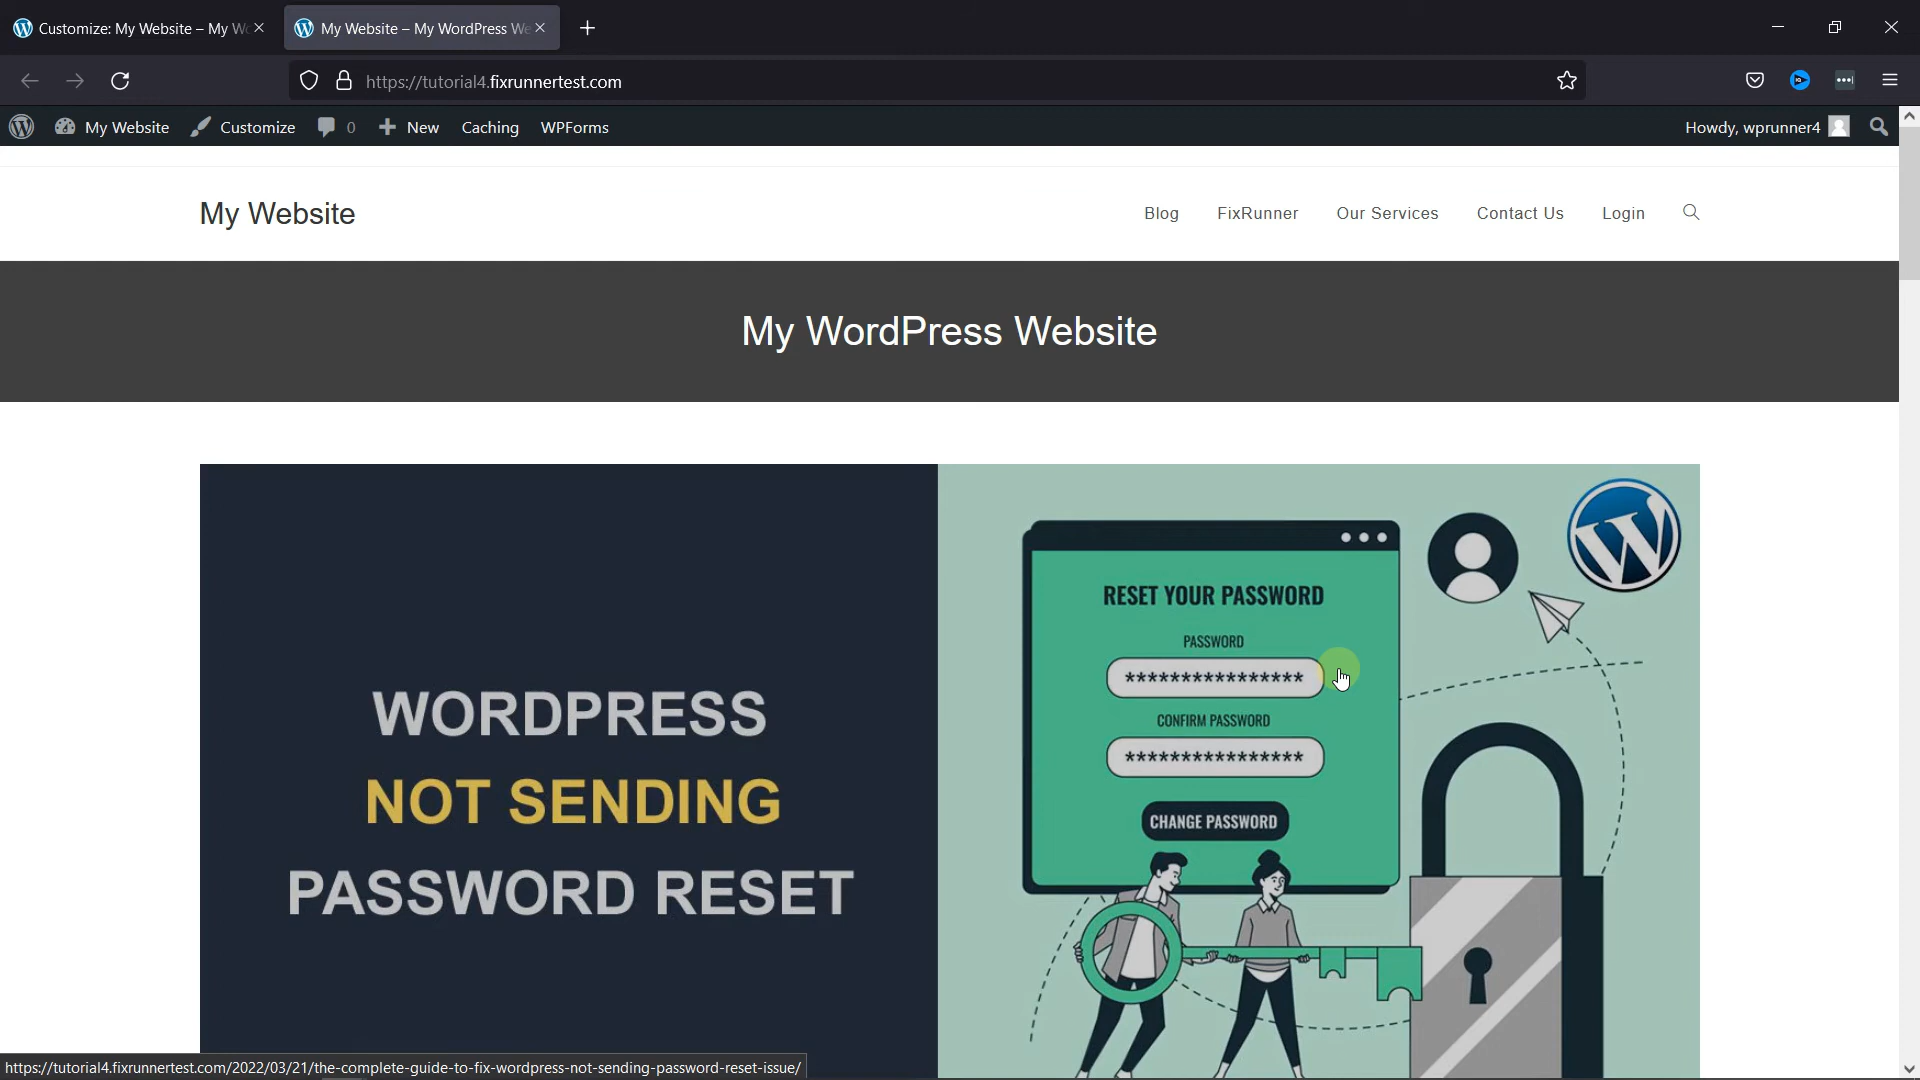 Customize: My Website – My Wo
My Website – My WordPress We
https://tutorial4.fixrunnertest.com
My Website
Customize
0
New
Caching
WPForms
Howdy, wprunner4
My Website
Blog
FixRunner
Our Services
Contact Us
Login
My WordPress Website
WORDPRESS
NOT SENDING
PASSWORD RESET
RESET YOUR PASSWORD
PASSWORD
****************
CONFIRM PASSWORD
****************
CHANGE PASSWORD
https://tutorial4.fixrunnertest.com/2022/03/21/the-complete-guide-to-fix-wordpress-not-sending-password-reset-issue/